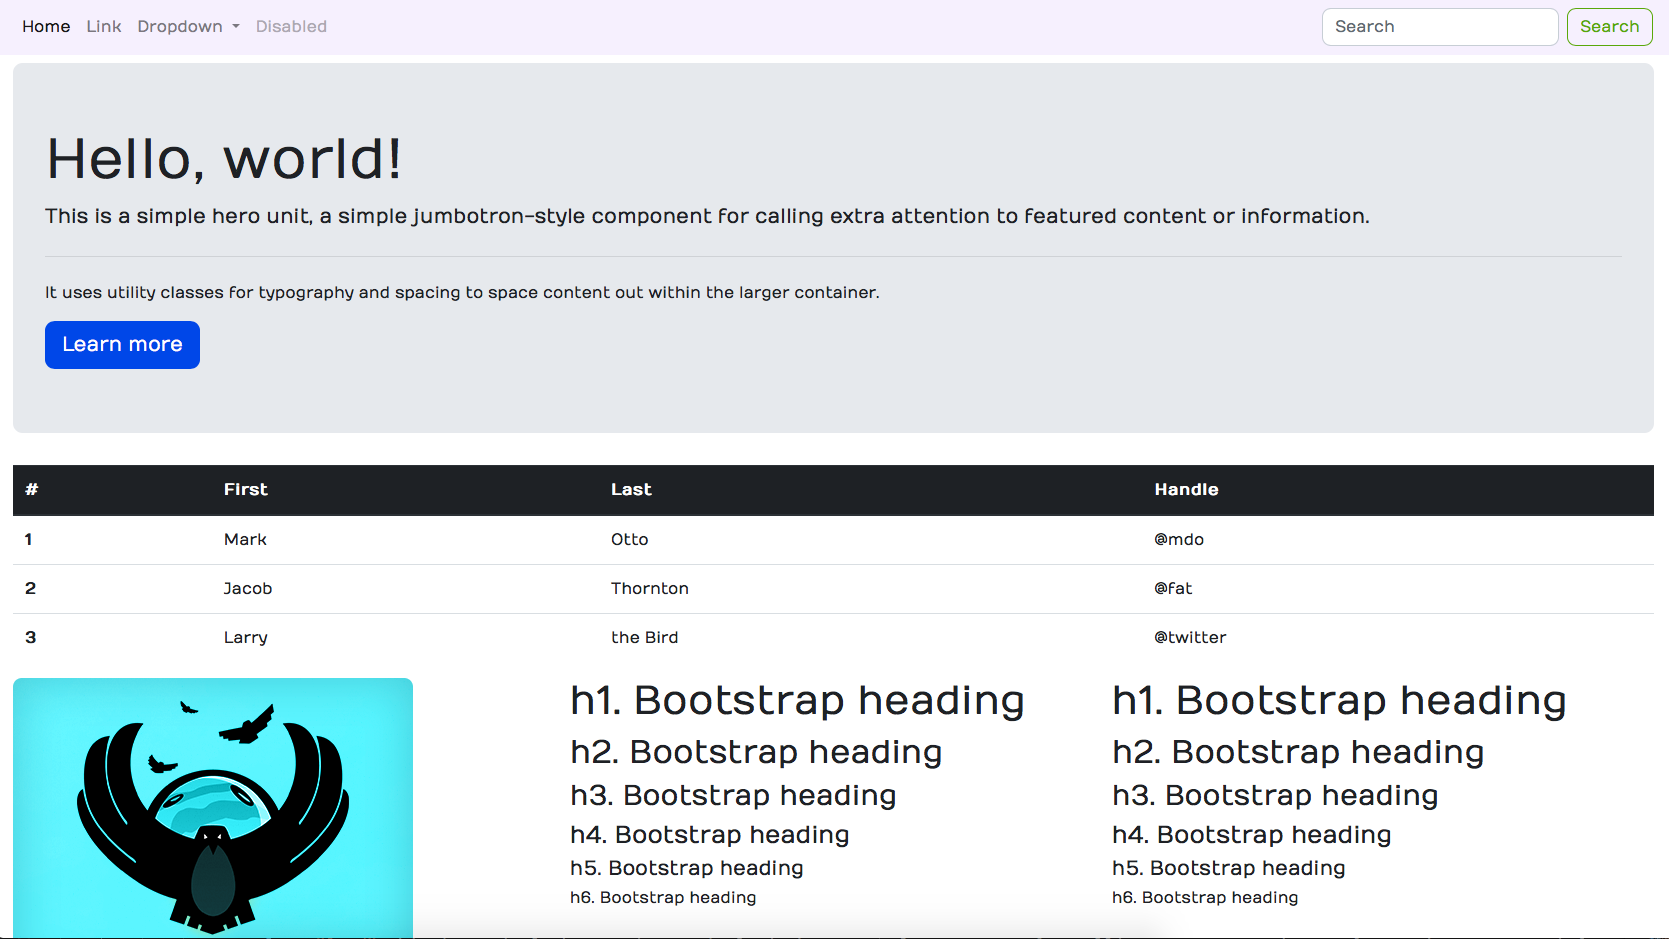 Home Link Dropdown Disabled Search Search
Hello, world!
This is a simple hero unit, a simple jumbotron-style component for calling extra attention to featured content or information.
It uses utility classes for typography and spacing to space content out within the larger container.
Learn more
# First Last Handle
1 Mark Otto @mdo
2 Jacob Thornton @fat
3 Larry the Bird @twitter
h1. Bootstrap heading
h2. Bootstrap heading
h3. Bootstrap heading
h4. Bootstrap heading
h5. Bootstrap heading
h6. Bootstrap heading
h1. Bootstrap heading
h2. Bootstrap heading
h3. Bootstrap heading
h4. Bootstrap heading
h5. Bootstrap heading
h6. Bootstrap heading